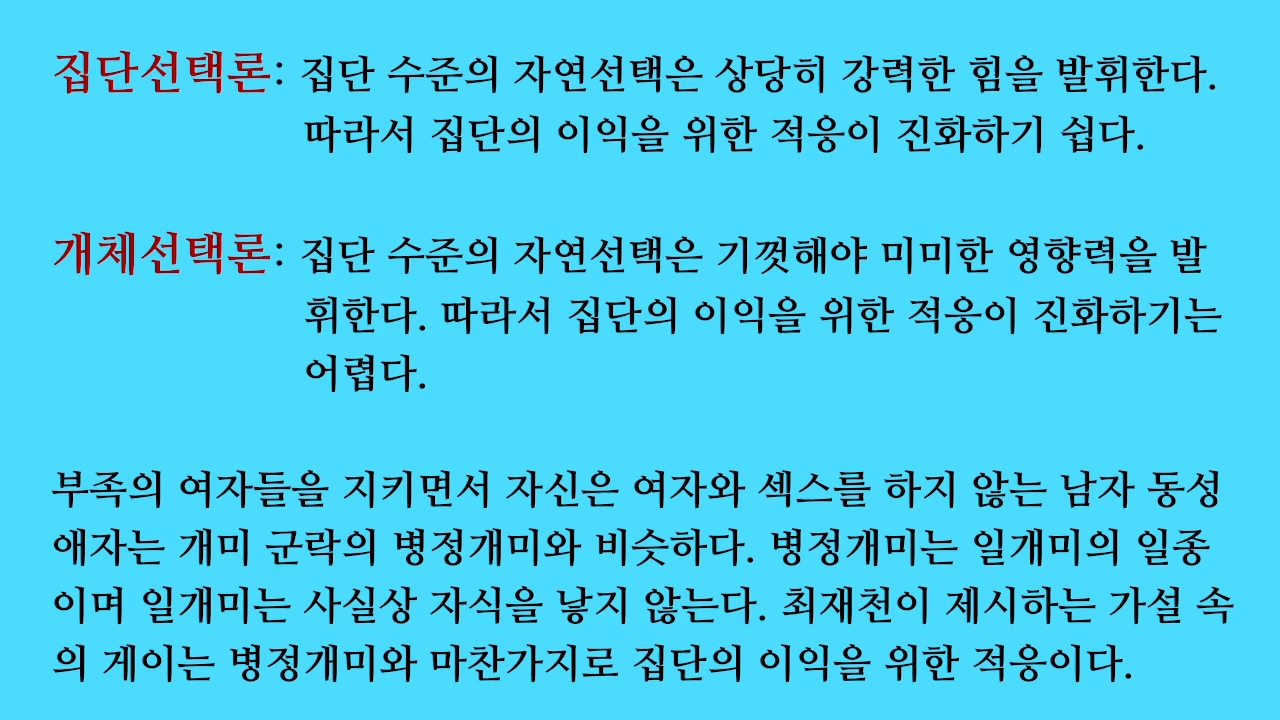 집단선택론: 집단 수준의 자연선택은 상당히 강력한 힘을 발휘한다.
따라서 집단의 이익을 위한 적응이 진화하기 쉽다.
개체선택론: 집단 수준의 자연선택은 기껏해야 미미한 영향력을 발
휘한다. 따라서 집단의 이익을 위한 적응이 진화하기는
어렵다.
부족의 여자들을 지키면서 자신은 여자와 섹스를 하지 않는 남자 동성
애자는 개미 군락의 병정개미와 비슷하다. 병정개미는 일개미의 일종
이며 일개미는 사실상 자식을 낳지 않는다. 최재천이 제시하는 가설 속
의 게이는 병정개미와 마찬가지로 집단의 이익을 위한 적응이다.